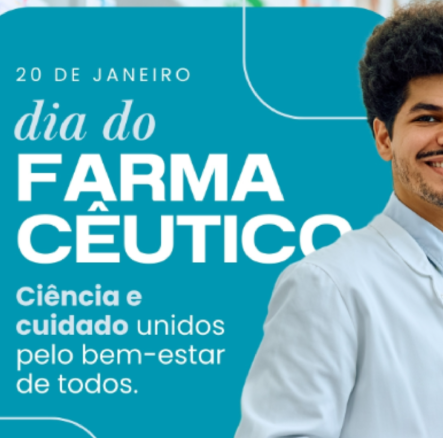 20 DE JANEIRO
dia do
FARMA
CÊUTICO
Ciência e
cuidado unidos
pelo bem-estar
de todos.